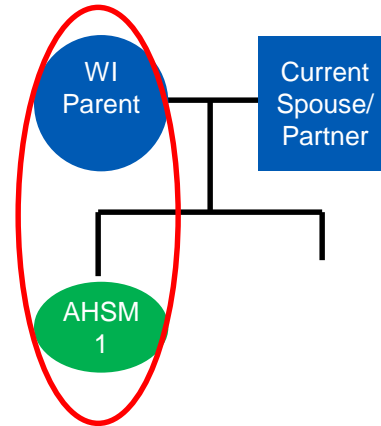 WI
Parent
Current
Spouse/
Partner
AHSM
1